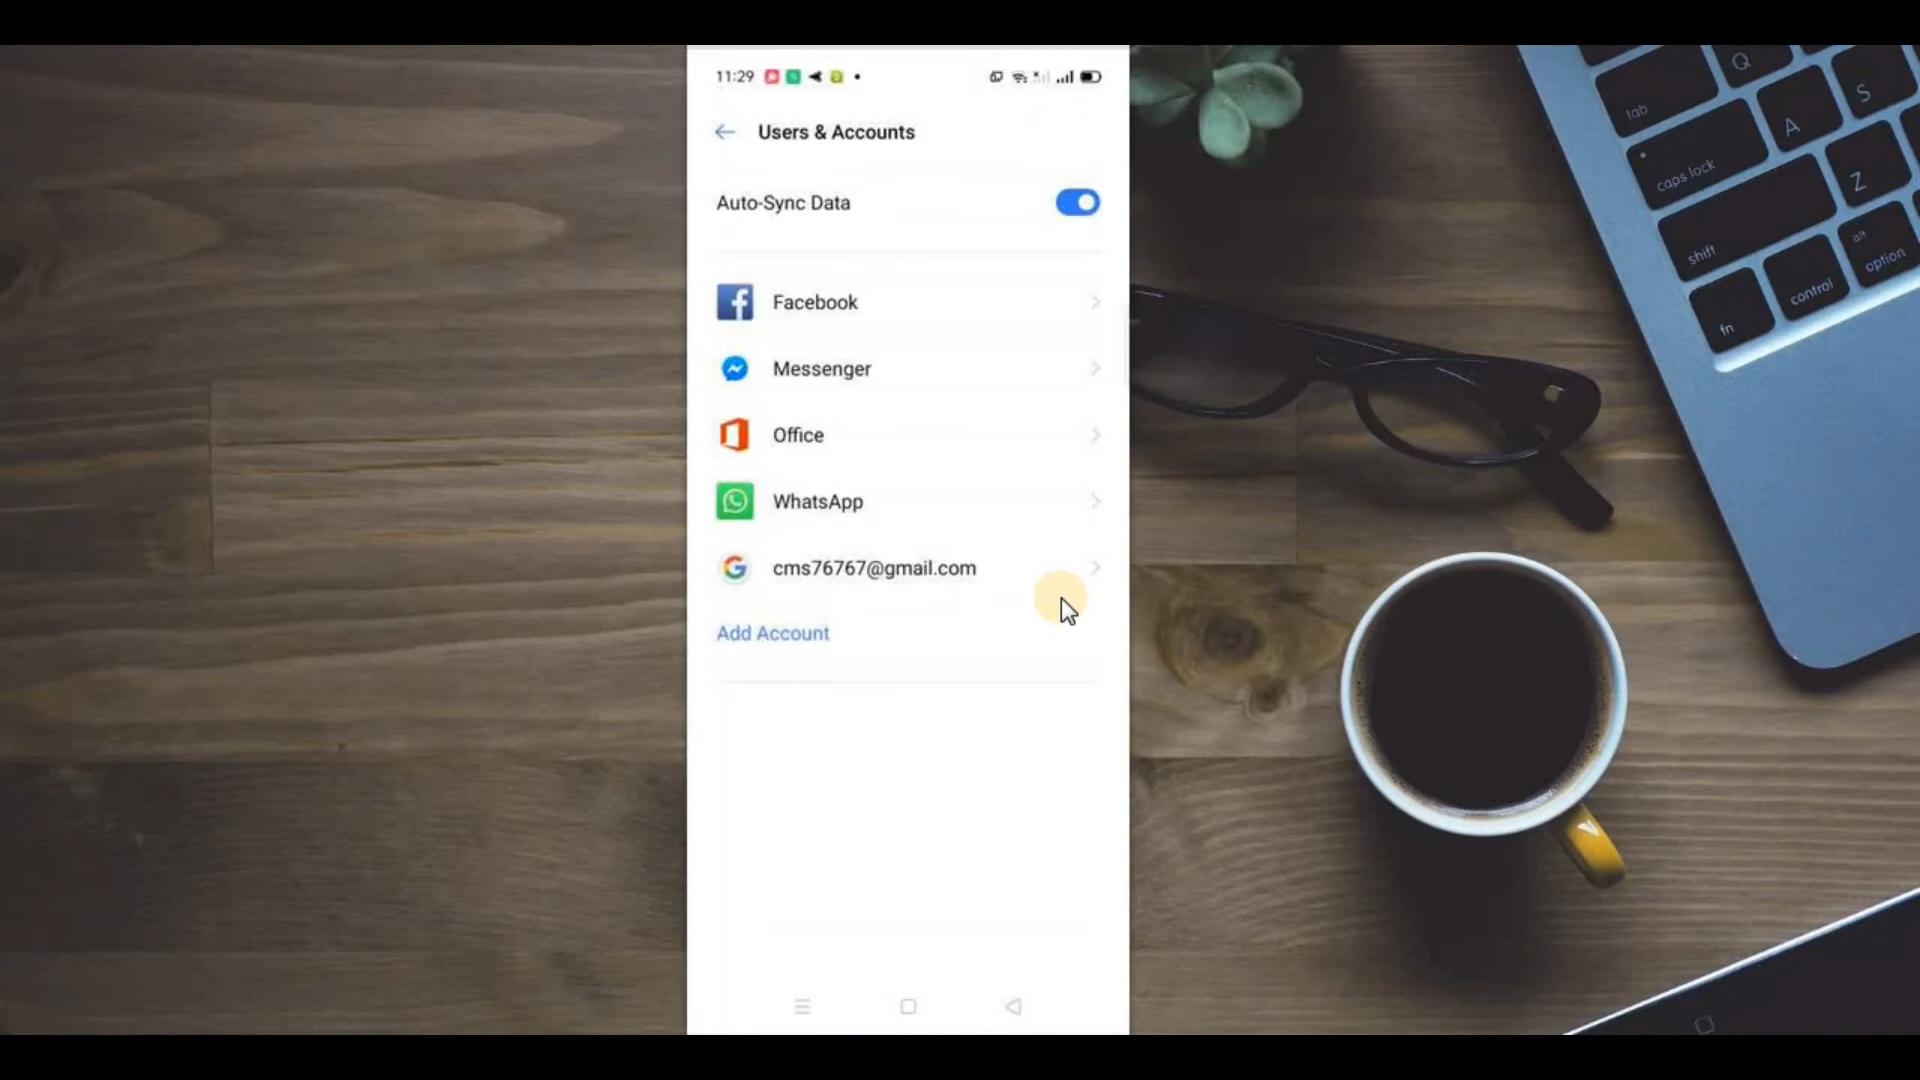 11:29
Users & Accounts
Auto-Sync Data
Facebook
Messenger
Office
WhatsApp
cms76767@gmail.com
Add Account
Q
tab
A
S
caps lock
Z
shift
alt
option
control
fn